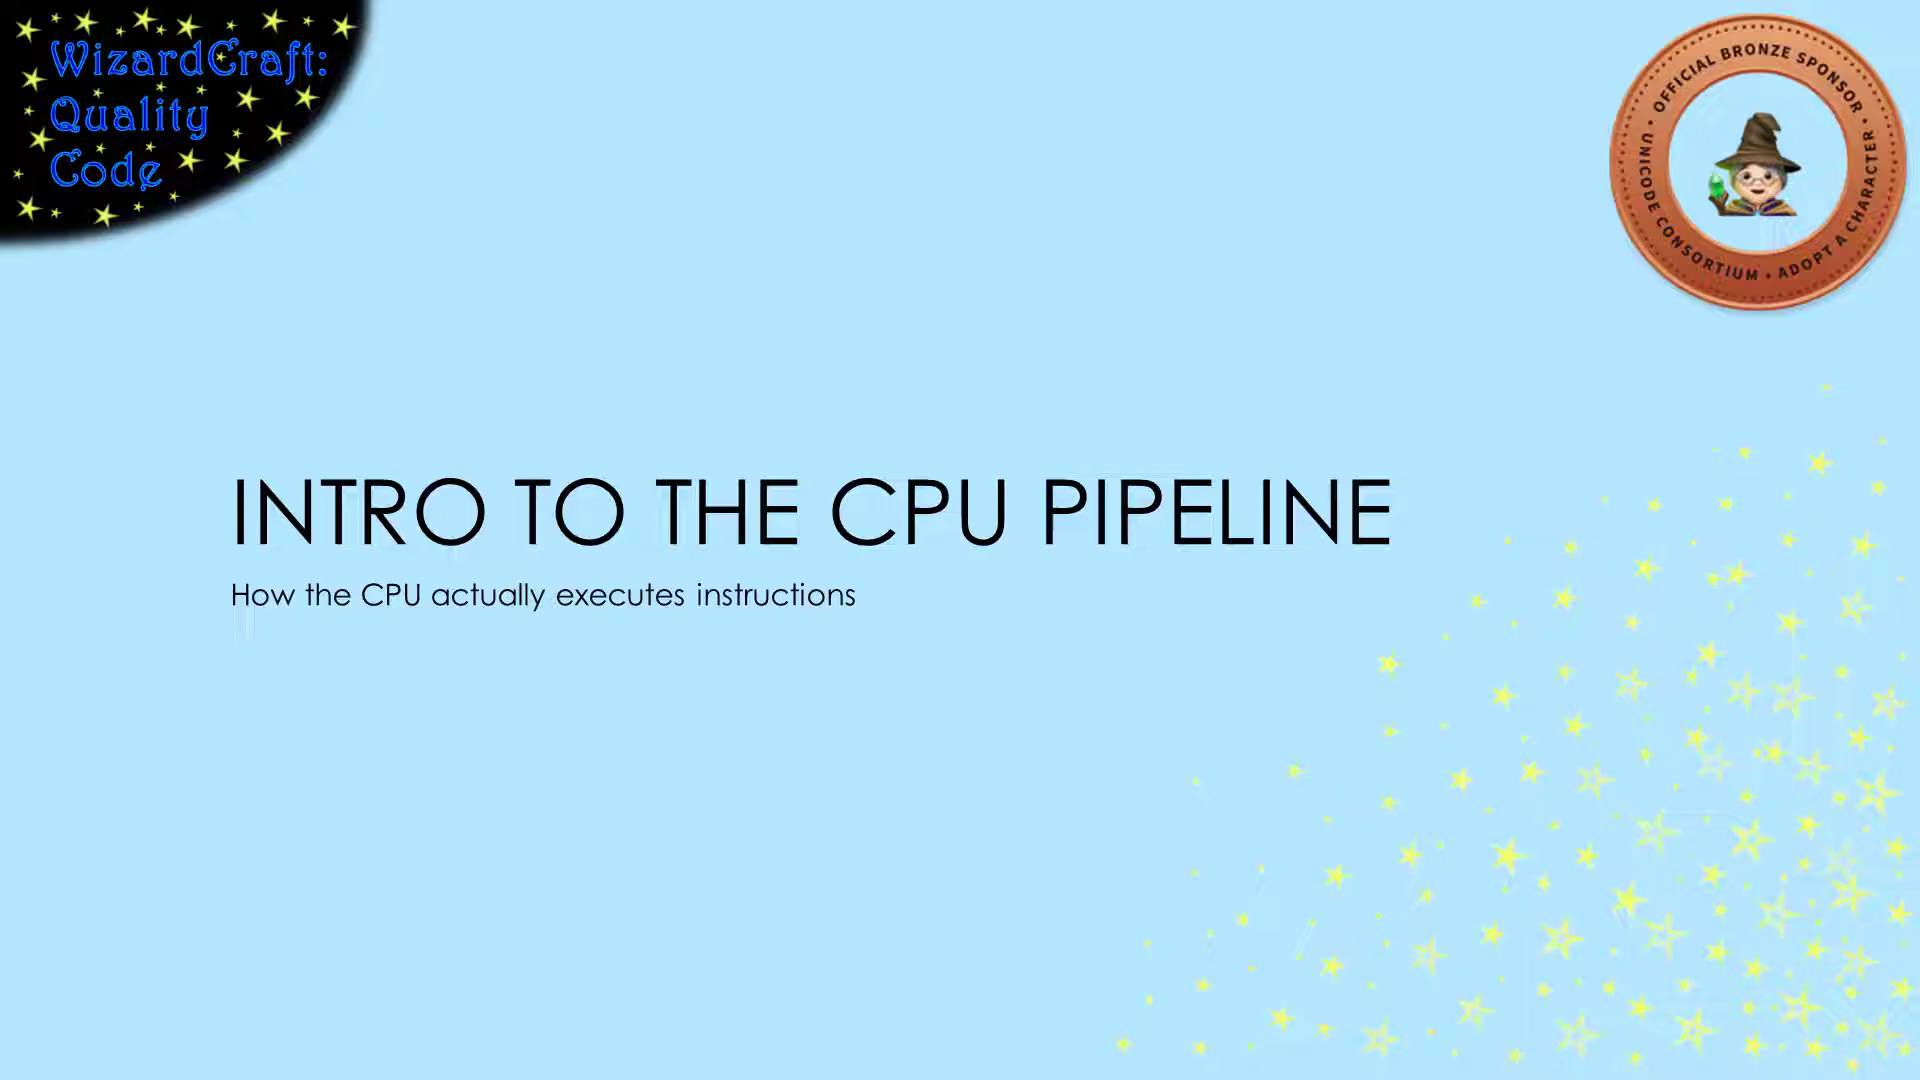 WizardCraft:
Quality
Code
OFFICIAL BRONZE SPONSOR •
UNICODE CONSORTIUM • ADOPT A CHARACTER •
INTRO TO THE CPU PIPELINE
How the CPU actually executes instructions